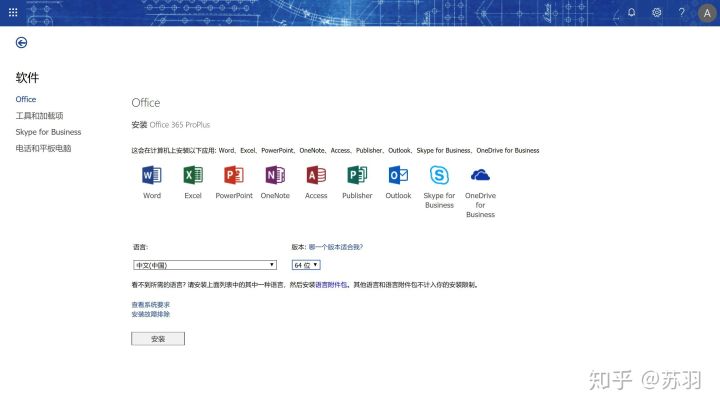 A
软件
Office
工具和加载项
Skype for Business
电话和平板电脑
Office
安装 Office 365 ProPlus
这会在计算机上安装以下应用: Word、Excel、PowerPoint、OneNote、Access、Publisher、Outlook、Skype for Business、OneDrive for Business
Word
Excel
PowerPoint
OneNote
Access
Publisher
Outlook
Skype for Business
OneDrive for Business
语言:
版本: 哪一个版本适合我?
中文(中国)
64 位
看不到所需的语言? 请安装上面列表中的其中一种语言，然后安装语言附件包。其他语言和语言附件包不计入你的安装限制。
查看系统要求
安装故障排除
安装
知乎 @苏羽